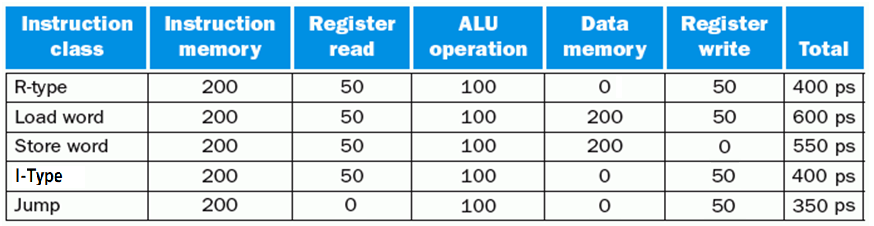 Instruction class Instruction memory Register read ALU operation Data memory Register write Total
R-type 200 50 100 0 50 400 ps
Load word 200 50 100 200 50 600 ps
Store word 200 50 100 200 0 550 ps
I-Type 200 50 100 0 50 400 ps
Jump 200 0 100 0 50 350 ps